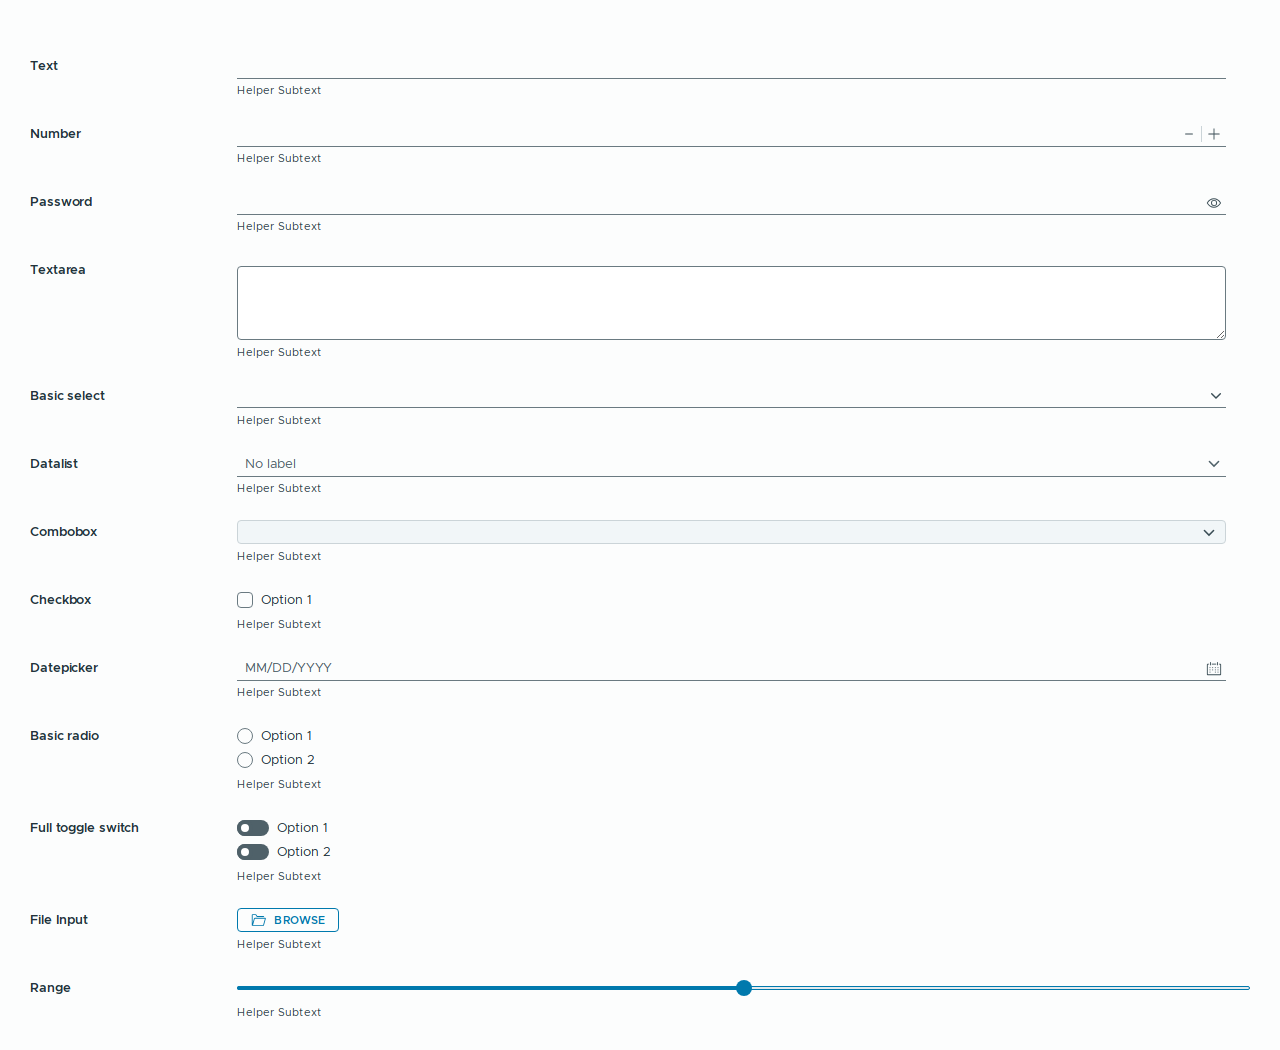 Text
Helper Subtext
Number
Helper Subtext
Password
Helper Subtext
Textarea
Helper Subtext
Basic select
Helper Subtext
Datalist No label
Helper Subtext
Combobox
Helper Subtext
Checkbox Option 1
Helper Subtext
Datepicker MM/DD/YYYY
Helper Subtext
Basic radio Option 1
Option 2
Helper Subtext
Full toggle switch Option 1
Option 2
Helper Subtext
File Input BROWSE
Helper Subtext
Range
Helper Subtext